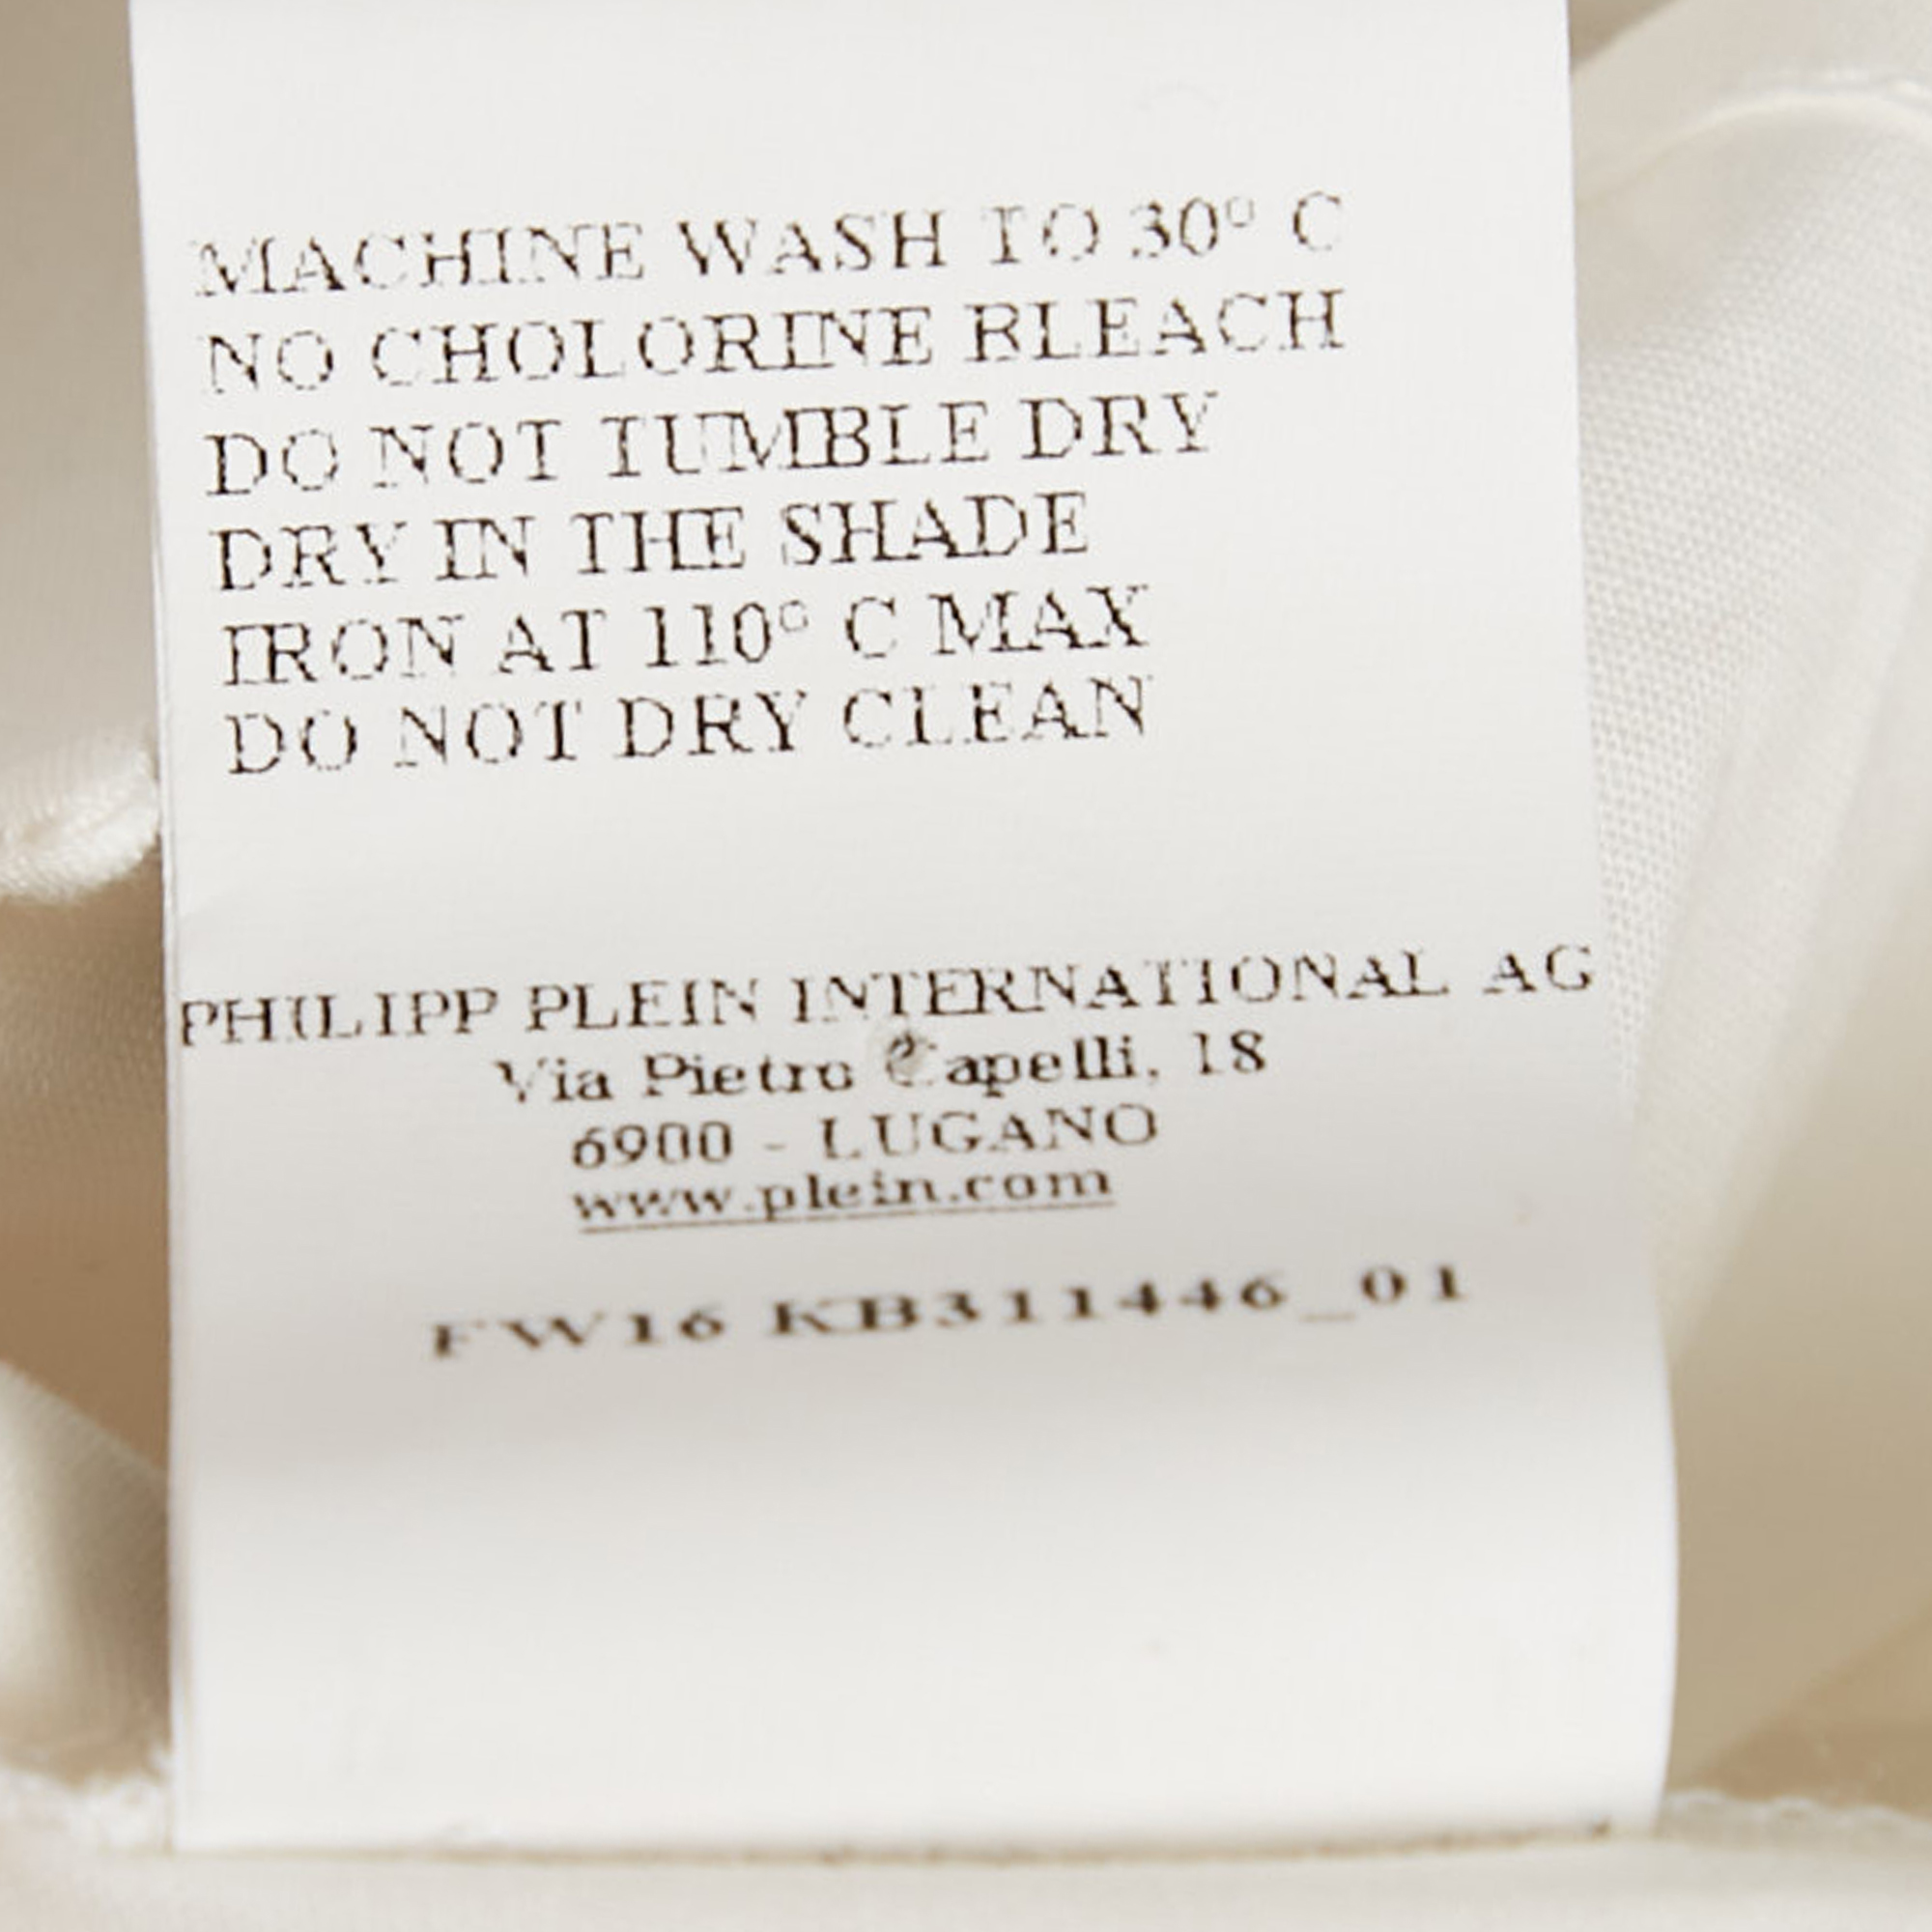 MACHINE WASH TO 30° C
NO CHOLORINE BLEACH
DO NOT TUMBLE DRY
DRY IN THE SHADE
IRON AT 110° C MAX
DO NOT DRY CLEAN
PHILIPP PLEIN INTERNATIONAL AG
Via Pietro Capelli, 18
6900 - LUGANO
www.plein.com
FW16 KB311446_01